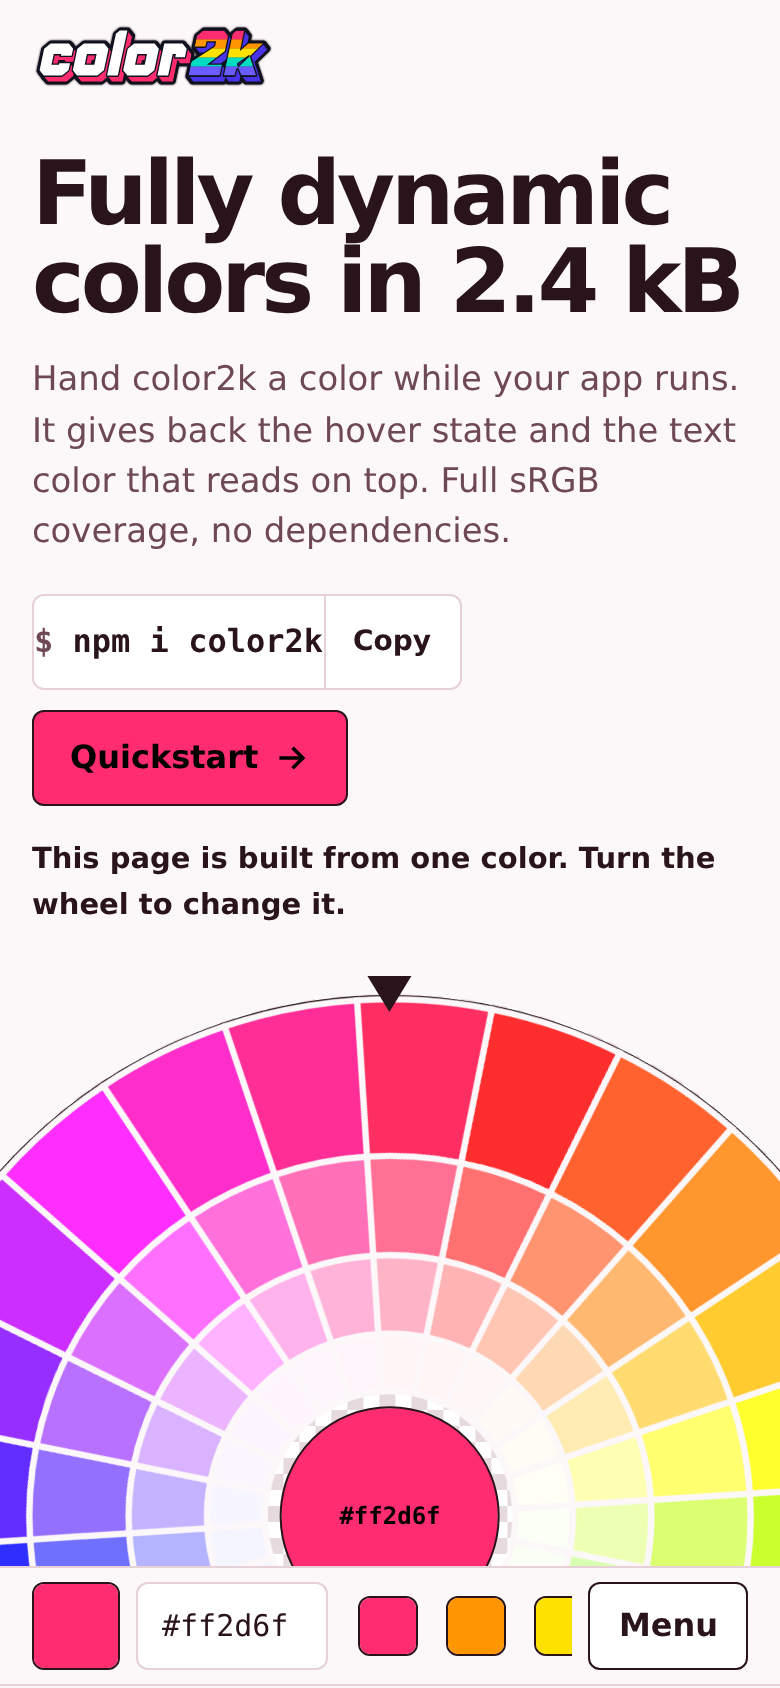 color2k
Fully dynamic
colors in 2.4 kB
Hand color2k a color while your app runs.
It gives back the hover state and the text
color that reads on top. Full sRGB
coverage, no dependencies.
$ npm i color2k
Copy
Quickstart →
This page is built from one color. Turn the
wheel to change it.
#ff2d6f
#ff2d6f
Menu